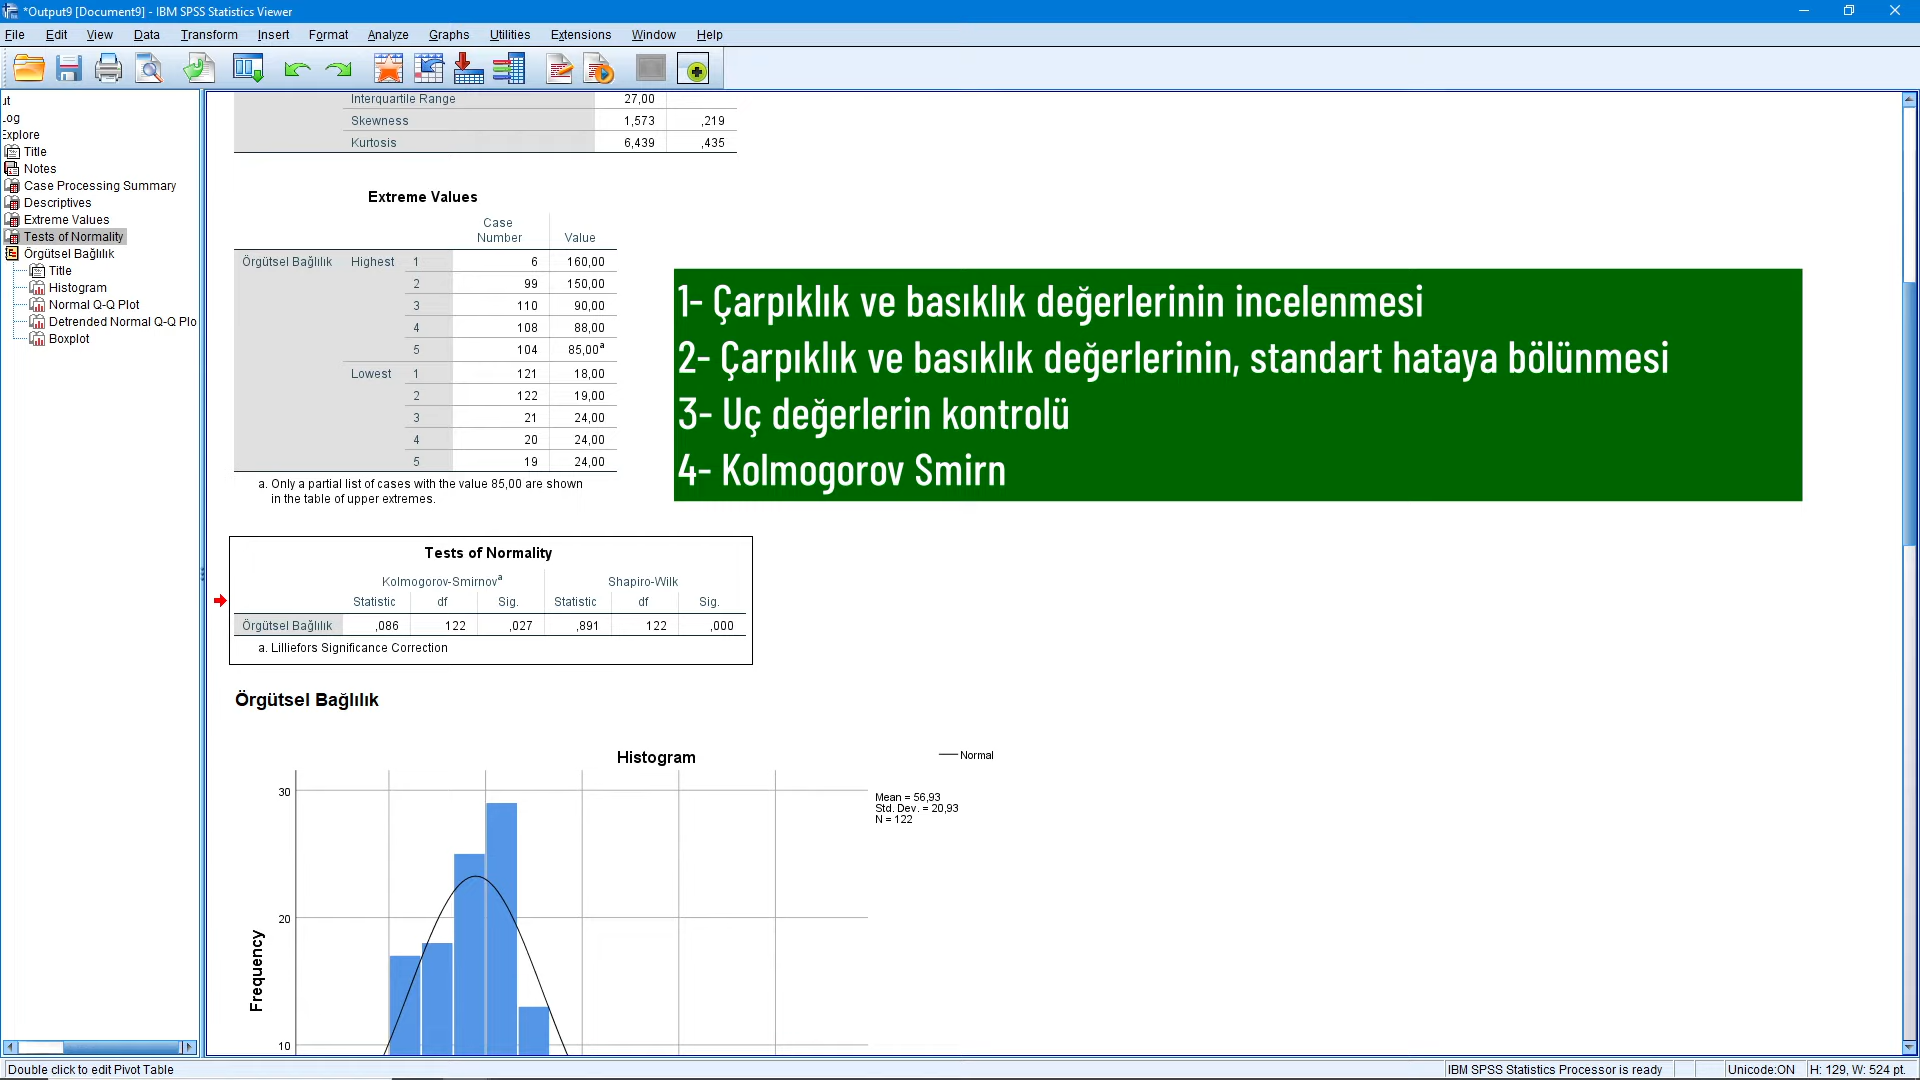 *Output9 [Document9] - IBM SPSS Statistics Viewer
File Edit View Data Transform Insert Format Analyze Graphs Utilities Extensions Window Help
ut
Log
Explore
Title
Notes
Case Processing Summary
Descriptives
Extreme Values
Tests of Normality
Örgütsel Bağlılık
Title
Histogram
Normal Q-Q Plot
Detrended Normal Q-Q Plo
Boxplot
Interquartile Range 27,00
Skewness 1,573 ,219
Kurtosis 6,439 ,435
Extreme Values
Case
Number Value
Örgütsel Bağlılık Highest 1 6 160,00
2 99 150,00
3 110 90,00
4 108 88,00
5 104 85,00a
Lowest 1 121 18,00
2 122 19,00
3 21 24,00
4 20 24,00
5 19 24,00
a. Only a partial list of cases with the value 85,00 are shown
in the table of upper extremes.
1- Çarpıklık ve basıklık değerlerinin incelenmesi
2- Çarpıklık ve basıklık değerlerinin, standart hataya bölünmesi
3- Uç değerlerin kontrolü
4- Kolmogorov Smirn
Tests of Normality
Kolmogorov-Smirnova Shapiro-Wilk
Statistic df Sig. Statistic df Sig.
Örgütsel Bağlılık ,086 122 ,027 ,891 122 ,000
a. Lilliefors Significance Correction
Örgütsel Bağlılık
Histogram
Normal
Mean = 56,93
Std. Dev. = 20,93
N = 122
30
20
10
Frequency
Double click to edit Pivot Table
IBM SPSS Statistics Processor is ready
Unicode:ON
H: 129, W: 524 pt.